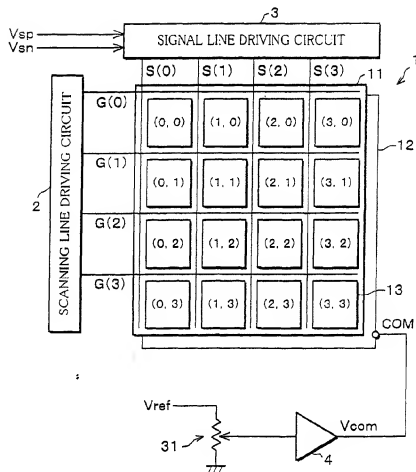 3
Vsp
Vsn
SIGNAL LINE DRIVING CIRCUIT
S(0) S(1) S(2) S(3) 11 1
G(0)
(0, 0) (1, 0) (2, 0) (3, 0)
12
G(1)
(0, 1) (1, 1) (2, 1) (3, 1)
2
SCANNING LINE DRIVING CIRCUIT
G(2)
(0, 2) (1, 2) (2, 2) (3, 2)
G(3)
(0, 3) (1, 3) (2, 3) (3, 3)
13
COM
Vref
31
Vcom
4